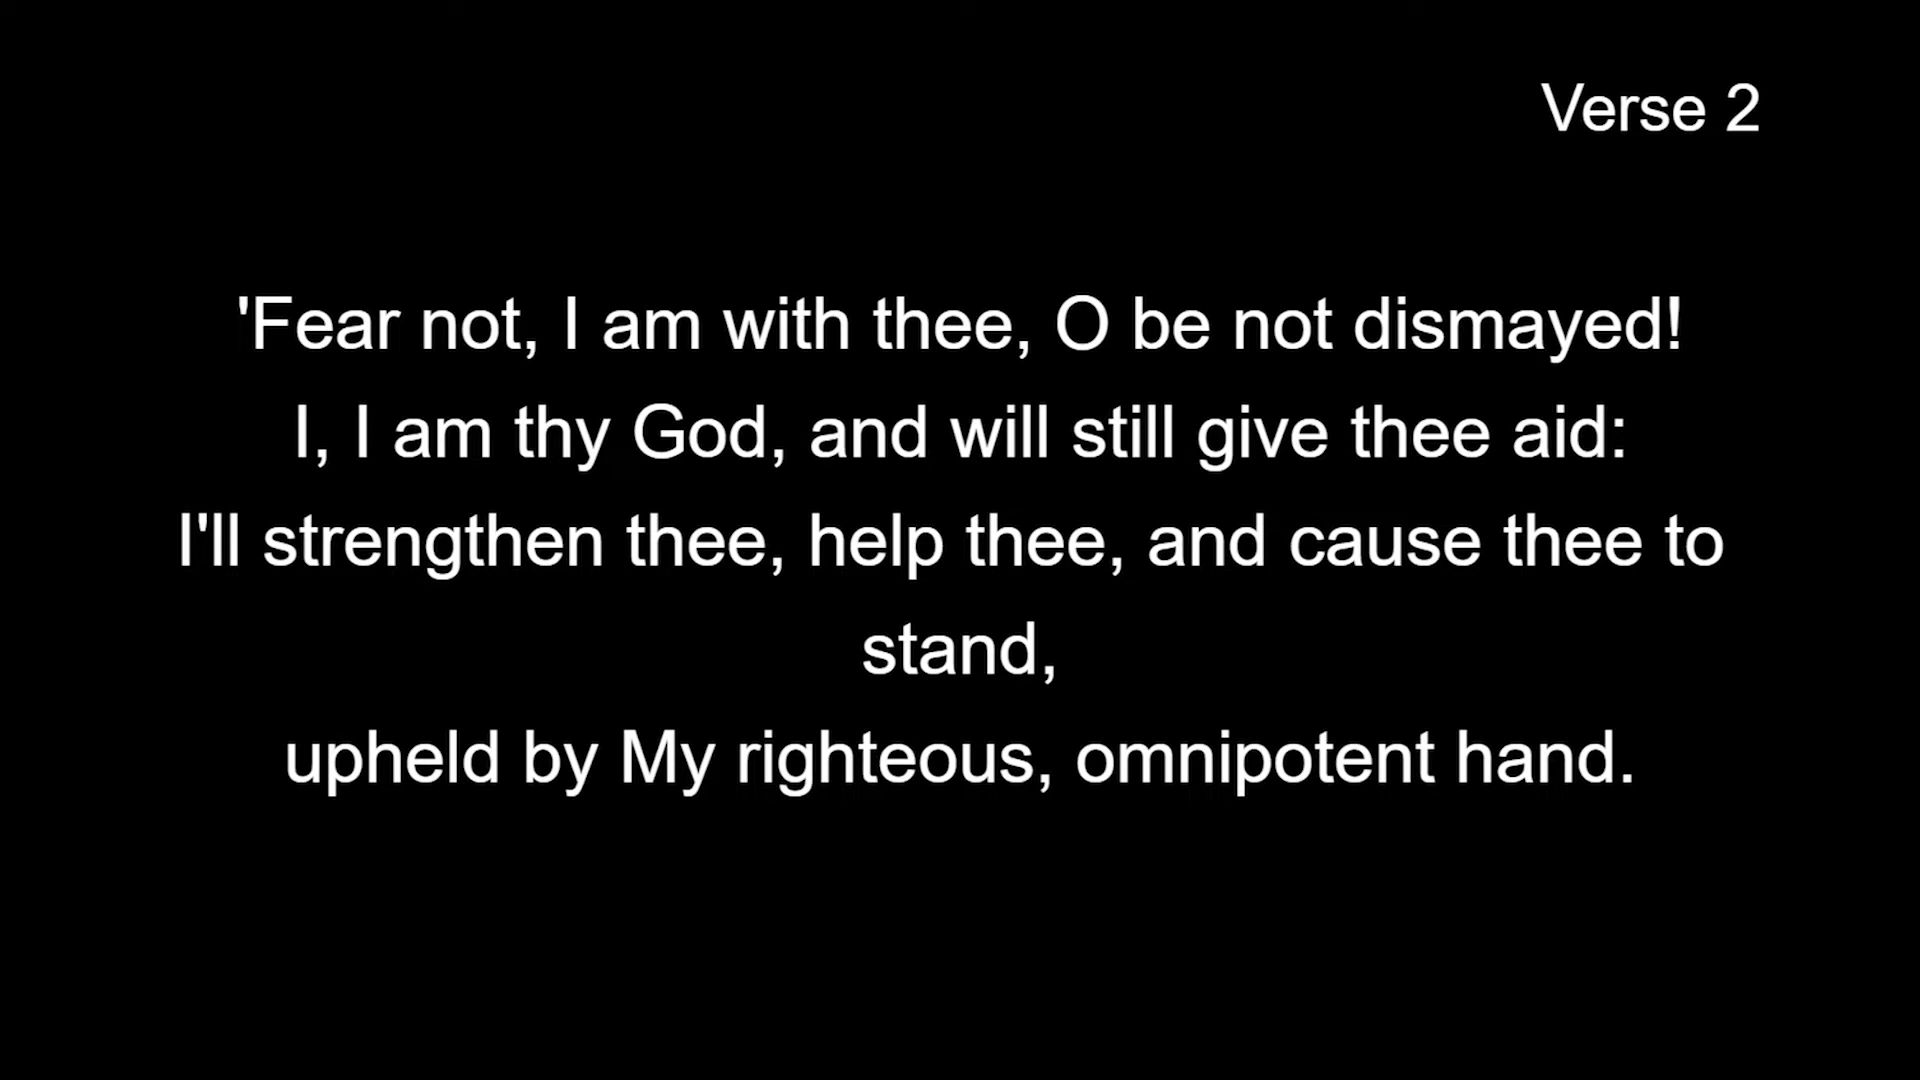 Verse 2
'Fear not, I am with thee, O be not dismayed!
I, I am thy God, and will still give thee aid:
I'll strengthen thee, help thee, and cause thee to
stand,
upheld by My righteous, omnipotent hand.